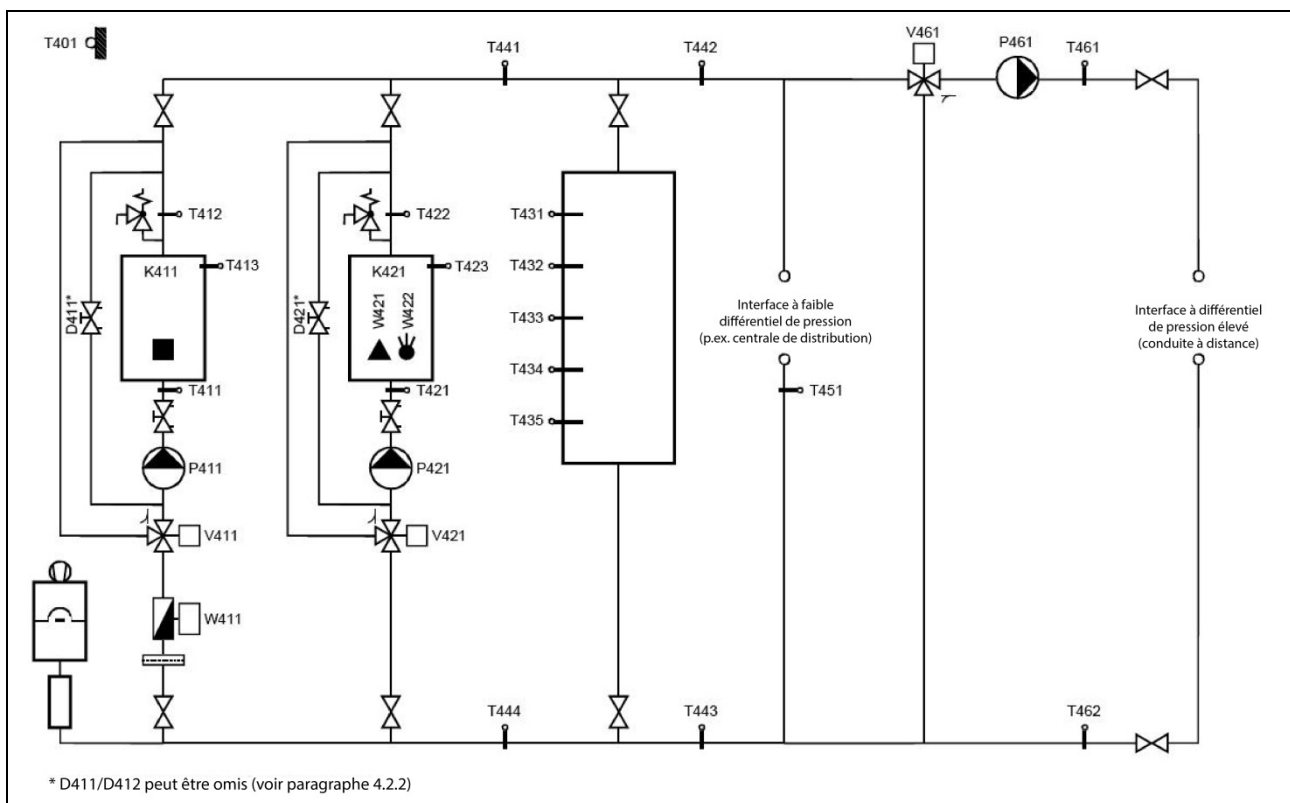 T401
T441
T442
V461
P461
T461
T412
T422
T431
K411
T413
K421
T423
T432
D411*
D421*
W421
W422
T433
Interface à faible
différentiel de pression
(p.ex. centrale de distribution)
Interface à différentiel
de pression élevé
(conduite à distance)
T434
T411
T421
T451
T435
P411
P421
V411
V421
W411
T444
T443
T462
* D411/D412 peut être omis (voir paragraphe 4.2.2)